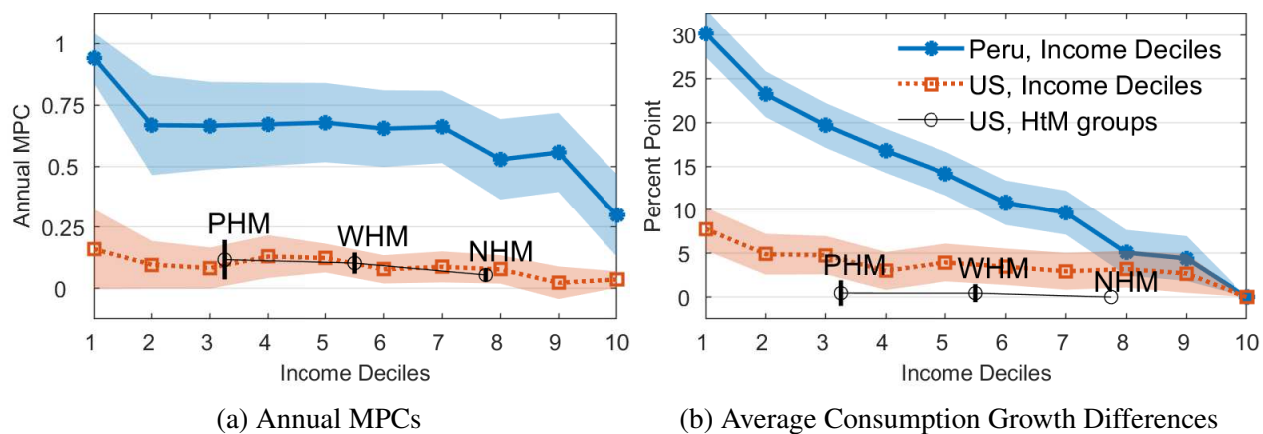 1
0.75
0.5
0.25
0
Annual MPC
PHM
WHM
NHM
1 2 3 4 5 6 7 8 9 10
Income Deciles
(a) Annual MPCs
30
25
20
15
10
5
0
Percent Point
Peru, Income Deciles
US, Income Deciles
US, HtM groups
PHM
WHM
NHM
1 2 3 4 5 6 7 8 9 10
Income Deciles
(b) Average Consumption Growth Differences